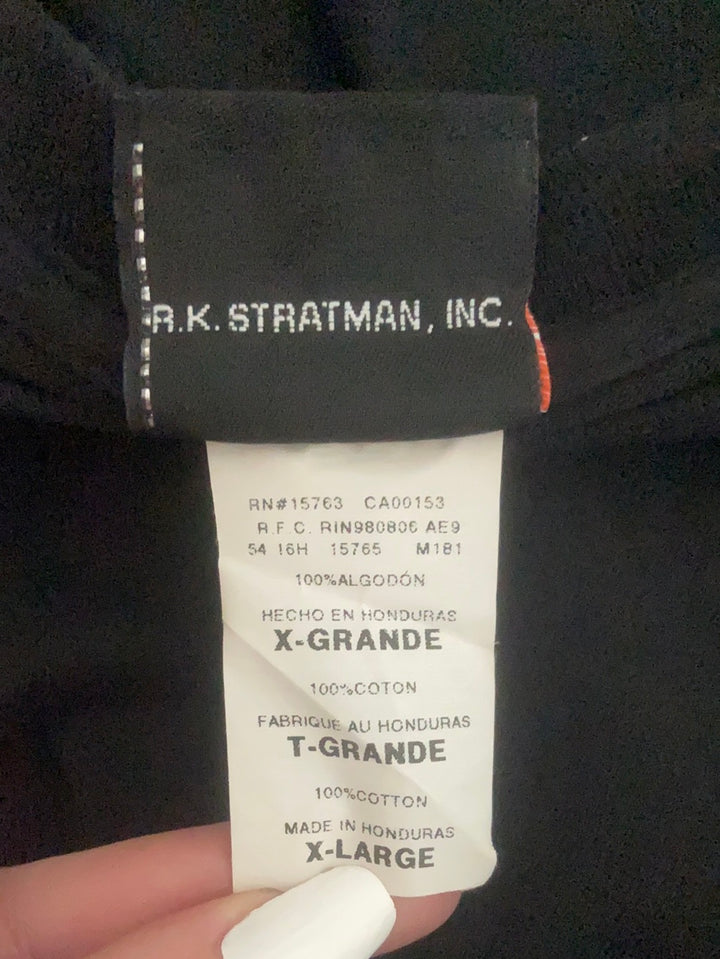 R.K. STRATMAN, INC.
RN#15763 CA00153
R.F.C. RIN980806 AE9
54 16H 15765 M181
100%ALGODÓN
HECHO EN HONDURAS
X-GRANDE
100%COTON
FABRIQUE AU HONDURAS
T-GRANDE
100%COTTON
MADE IN HONDURAS
X-LARGE